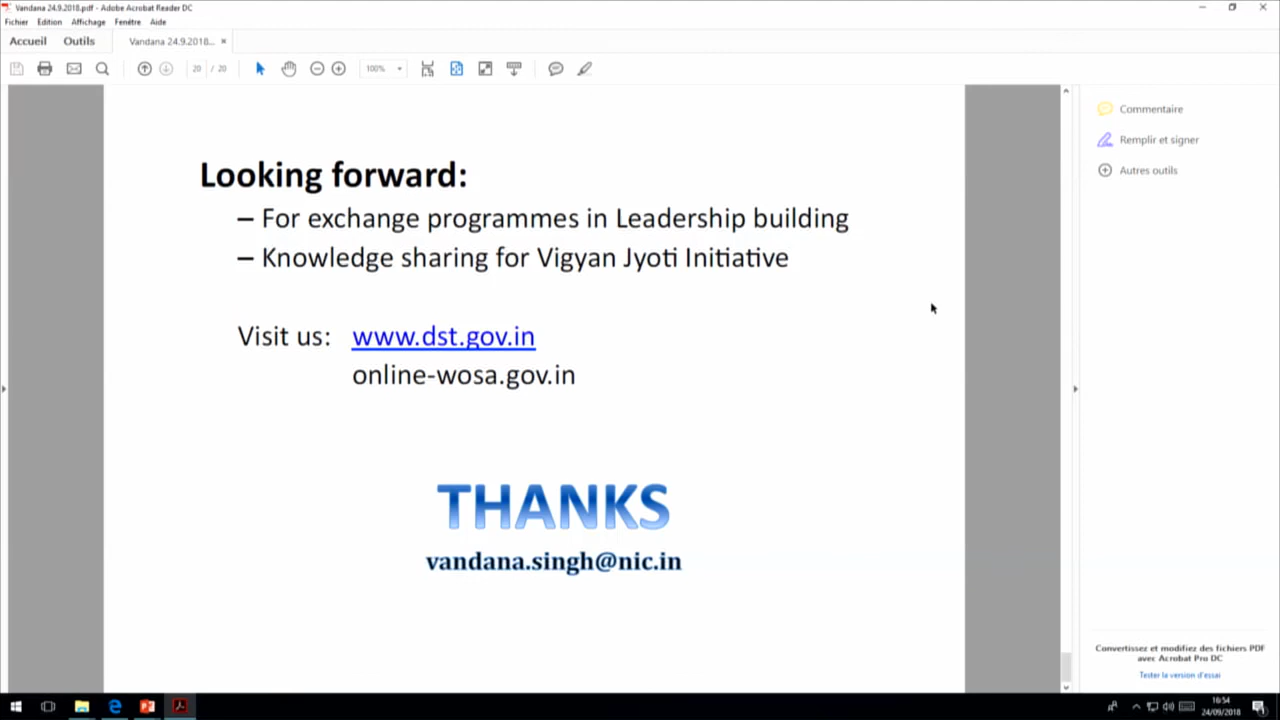 Vandana 24.9.2018.pdf - Adobe Acrobat Reader DC
Fichier Edition Affichage Fenêtre Aide
Accueil Outils Vandana 24.9.2018... ×
20 / 20 100%
Commentaire
Remplir et signer
Autres outils
Looking forward:
– For exchange programmes in Leadership building
– Knowledge sharing for Vigyan Jyoti Initiative
Visit us: www.dst.gov.in
online-wosa.gov.in
THANKS
vandana.singh@nic.in
Convertissez et modifiez des fichiers PDF
avec Acrobat Pro DC
Tester la version d'essai
16:54
24/09/2018